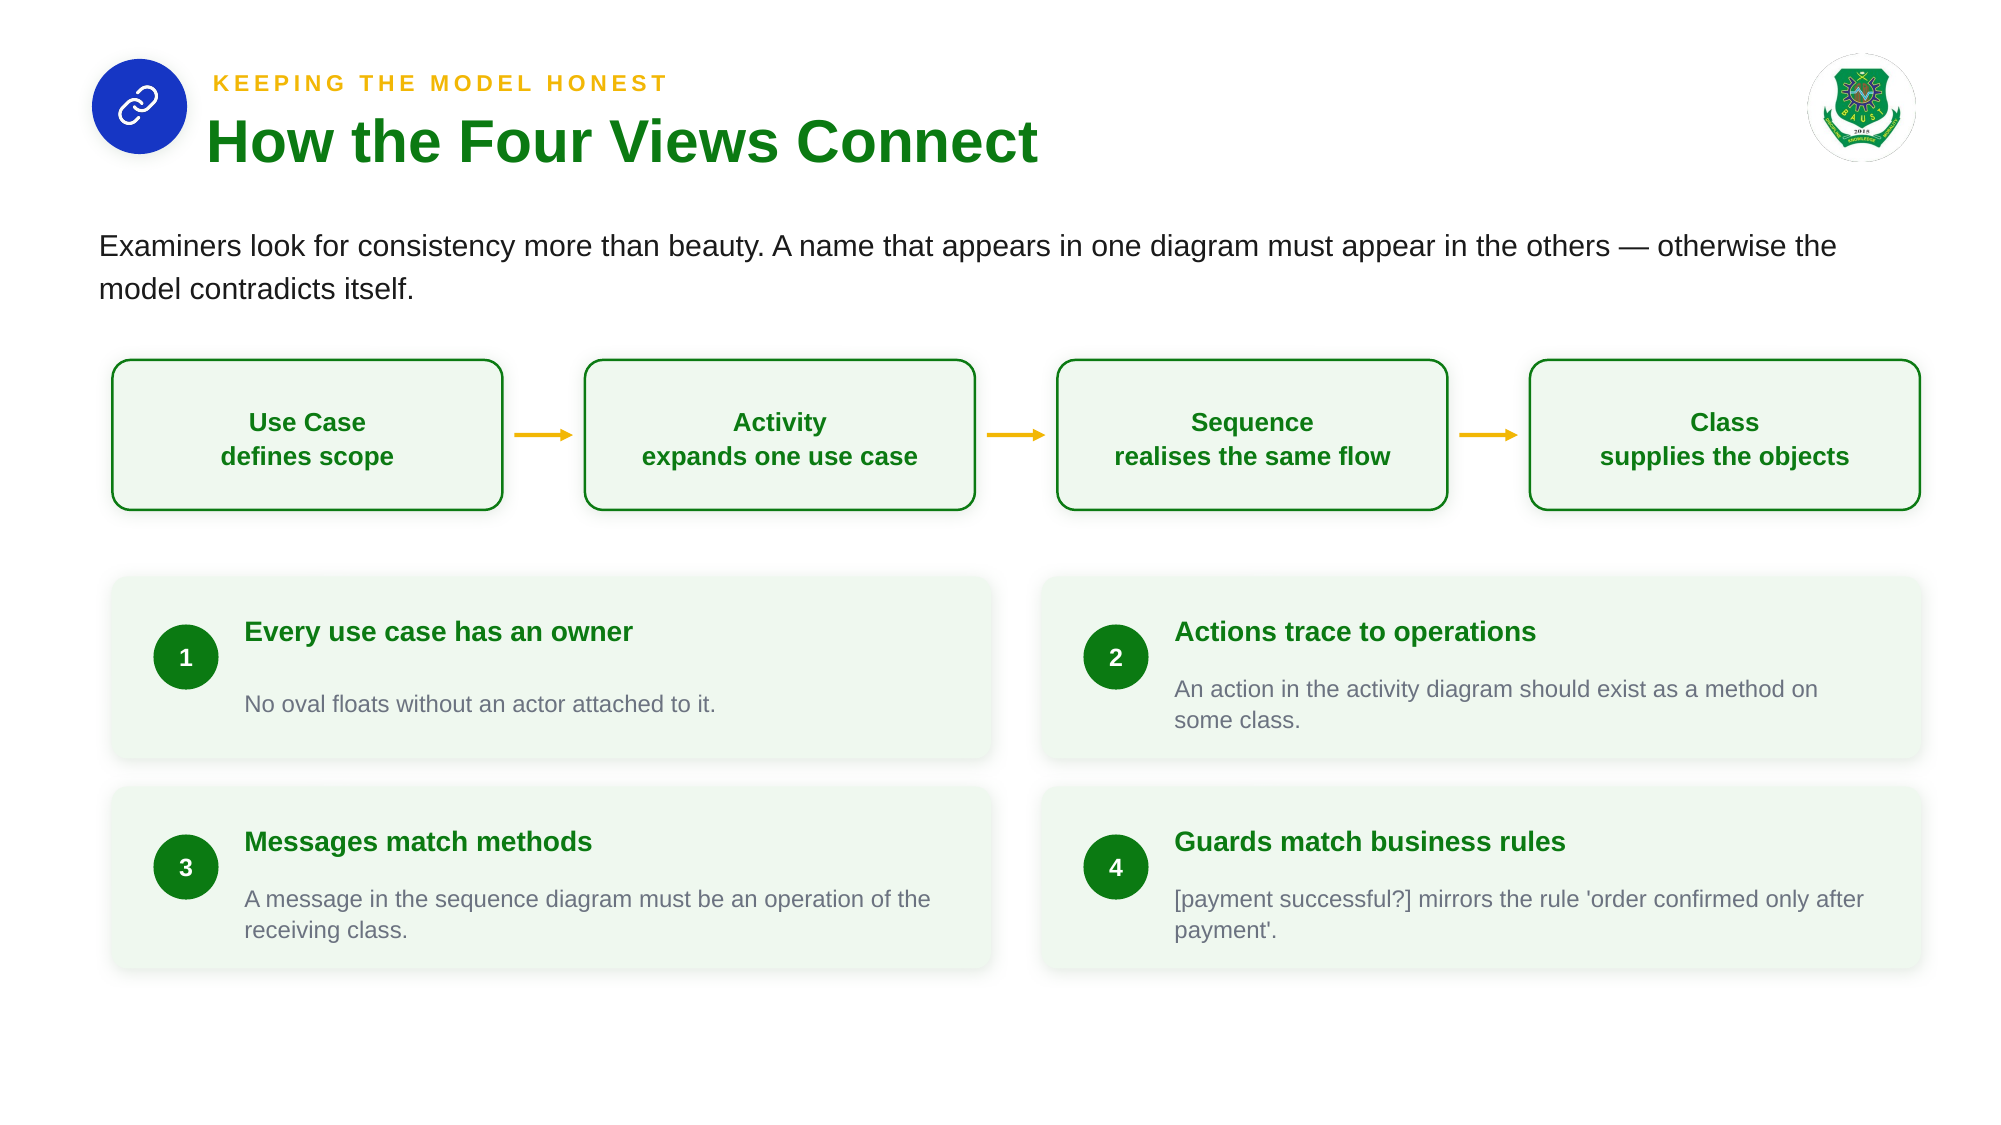 KEEPING THE MODEL HONEST
How the Four Views Connect
BAUST
2015
KNOWLEDGE
Examiners look for consistency more than beauty. A name that appears in one diagram must appear in the others — otherwise the
model contradicts itself.
Use Case
defines scope
Activity
expands one use case
Sequence
realises the same flow
Class
supplies the objects
1
Every use case has an owner
No oval floats without an actor attached to it.
2
Actions trace to operations
An action in the activity diagram should exist as a method on
some class.
3
Messages match methods
A message in the sequence diagram must be an operation of the
receiving class.
4
Guards match business rules
[payment successful?] mirrors the rule 'order confirmed only after
payment'.